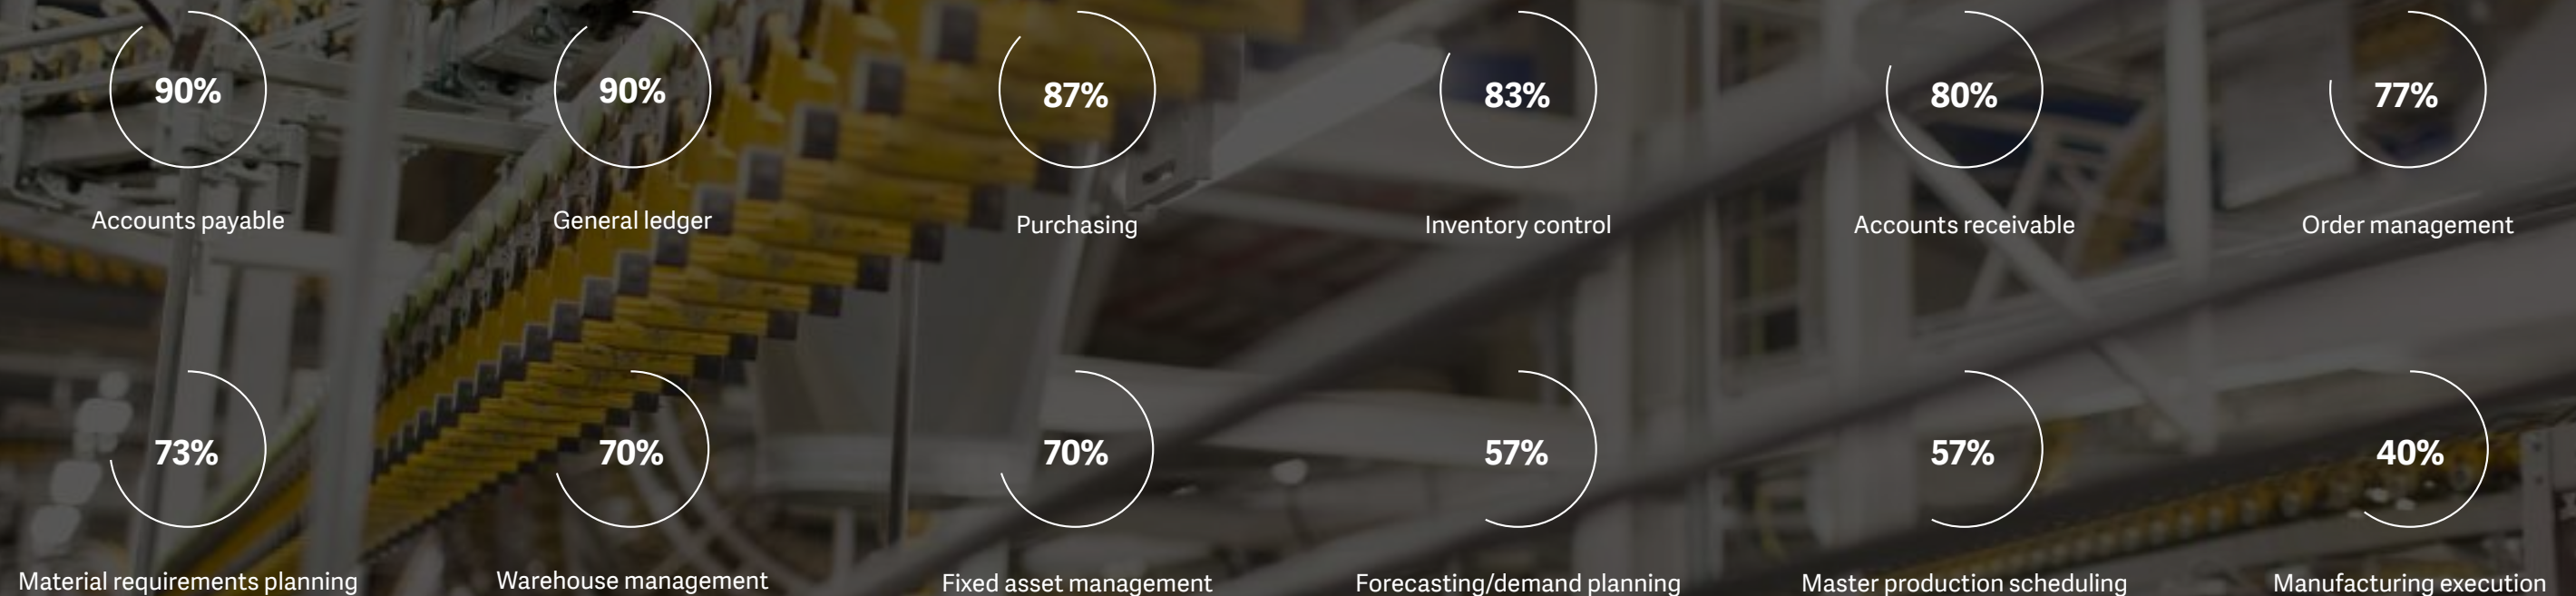 90% 90% 87% 83% 80% 77%
Accounts payable General ledger Purchasing Inventory control Accounts receivable Order management
73% 70% 70% 57% 57% 40%
Material requirements planning Warehouse management Fixed asset management Forecasting/demand planning Master production scheduling Manufacturing execution